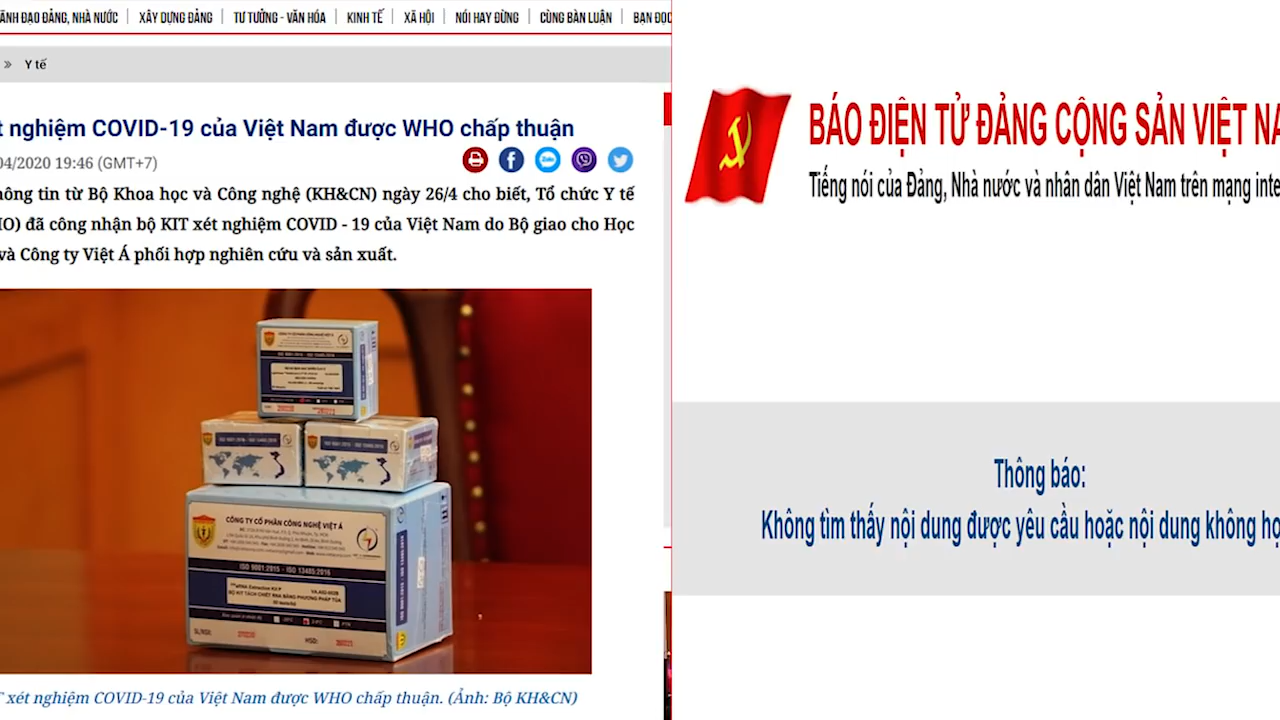 ÃNH ĐẠO ĐẢNG, NHÀ NƯỚC
XÂY DỰNG ĐẢNG
TƯ TƯỞNG - VĂN HÓA
KINH TẾ
XÃ HỘI
NÓI HAY ĐỪNG
CÙNG BÀN LUẬN
BẠN ĐỌC
» Y tế
t nghiệm COVID-19 của Việt Nam được WHO chấp thuận
04/2020 19:46 (GMT+7)
Zalo
hông tin từ Bộ Khoa học và Công nghệ (KH&CN) ngày 26/4 cho biết, Tổ chức Y tế
HO) đã công nhận bộ KIT xét nghiệm COVID - 19 của Việt Nam do Bộ giao cho Học
và Công ty Việt Á phối hợp nghiên cứu và sản xuất.
CÔNG TY CỔ PHẦN CÔNG NGHỆ VIỆT Á
ISO 9001:2015 - ISO 13485:2016
BỘ KIT TÁCH CHIẾT RNA BẰNG PHƯƠNG PHÁP TỦA
HSD:
T xét nghiệm COVID-19 của Việt Nam được WHO chấp thuận. (Ảnh: Bộ KH&CN)
BÁO ĐIỆN TỬ ĐẢNG CỘNG SẢN VIỆT NA
Tiếng nói của Đảng, Nhà nước và nhân dân Việt Nam trên mạng inte
Thông báo:
Không tìm thấy nội dung được yêu cầu hoặc nội dung không hợ